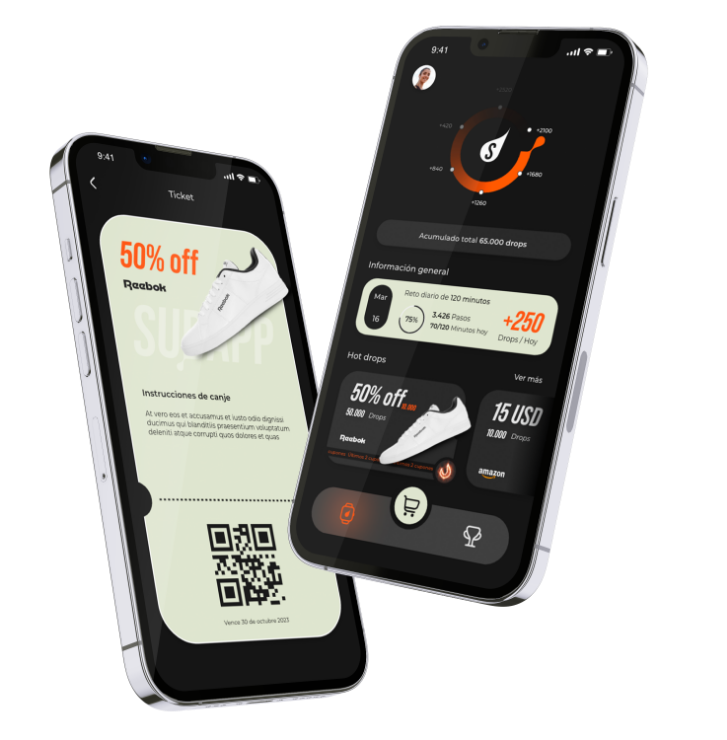 9:41
Ticket
50% off
Reebok
SUDAPP
Reebok
Instrucciones de canje
At vero eos et accusamus et iusto odio digníssi
ducimus qui blanditiis praesentium voluptatum
deleniti atque corrupti quos dolores et quas
Vence 30 de octubre 2023
9:41
+420
+2100
+840
+1680
+1260
S
Acumulado total 65.000 drops
Información general
Mar
16
Reto diario de 120 minutos
75%
3.426 Pasos
70/120 Minutos hoy
+250
Drops / Hoy
Hot drops
Ver más
50% off
50.000 Drops
Reebok
15 USD
10.000 Drops
amazon